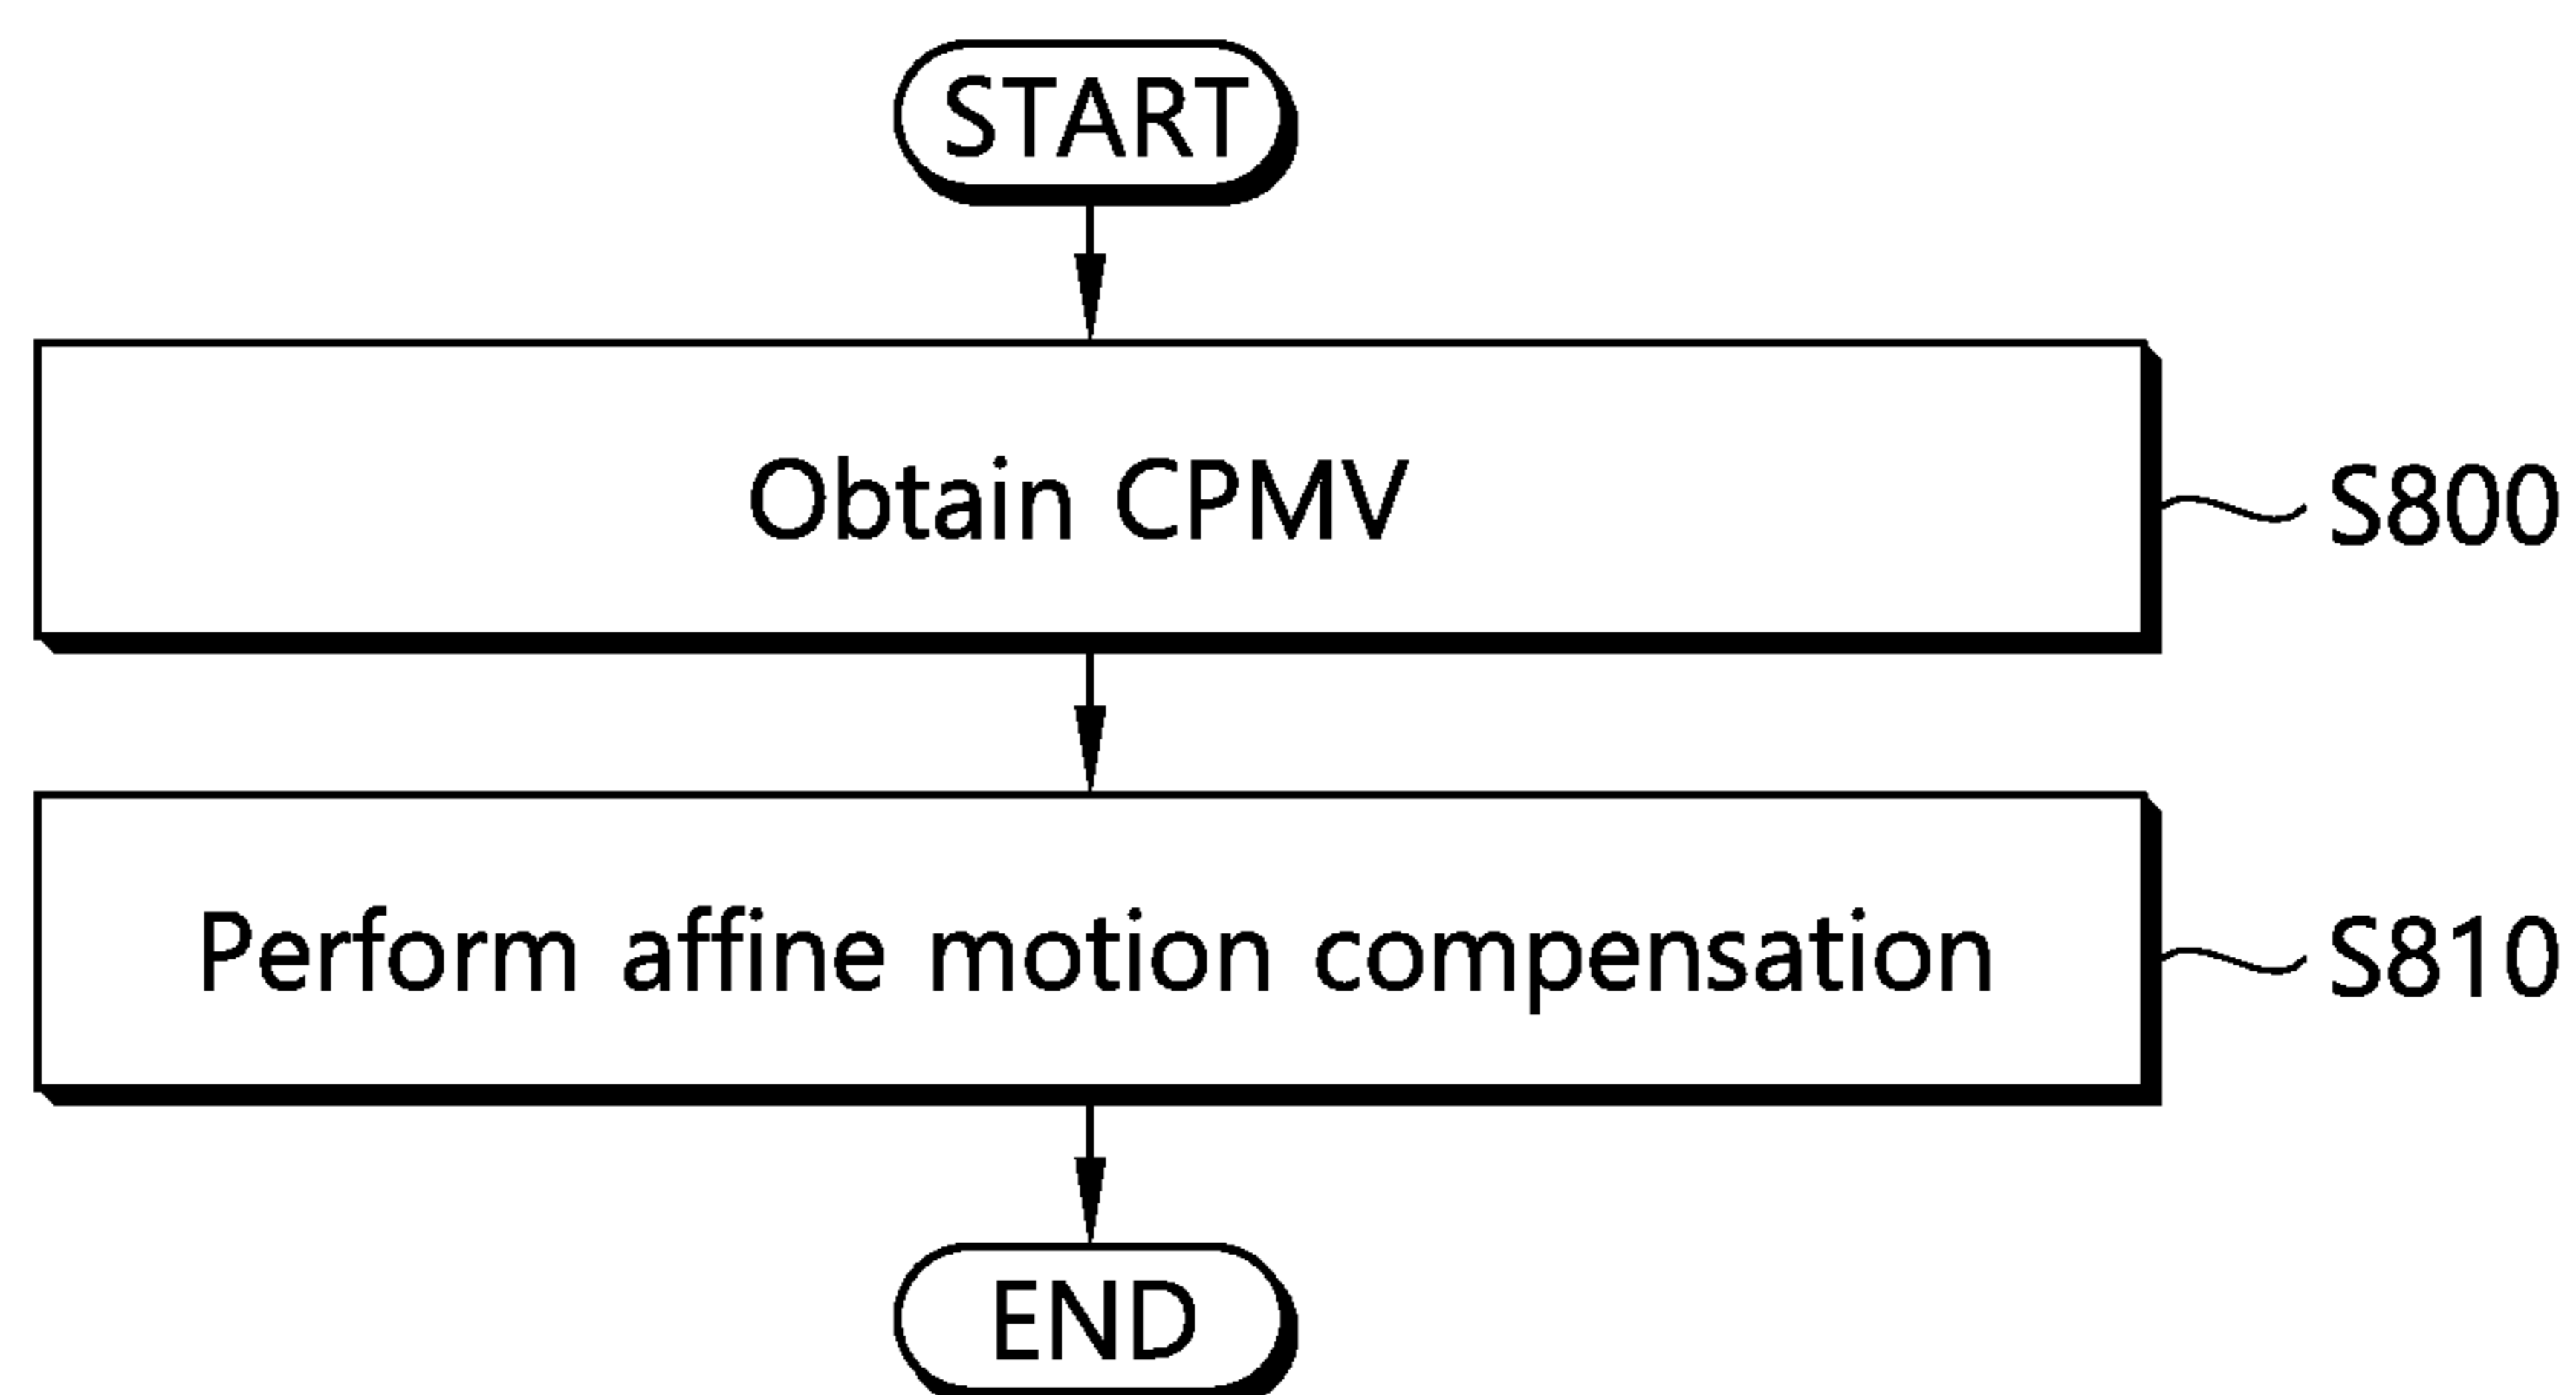 START
Obtain CPMV
S800
Perform affine motion compensation
S810
END